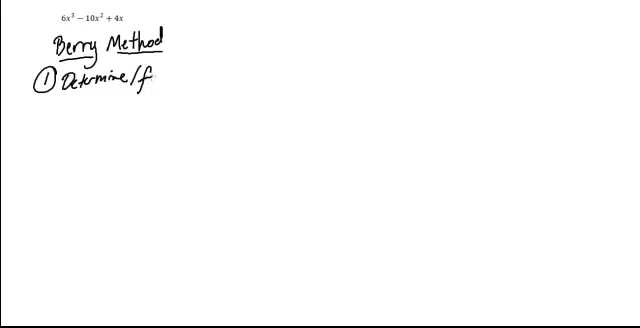 6x³ − 10x² + 4x
Berry Method
① Determine/f